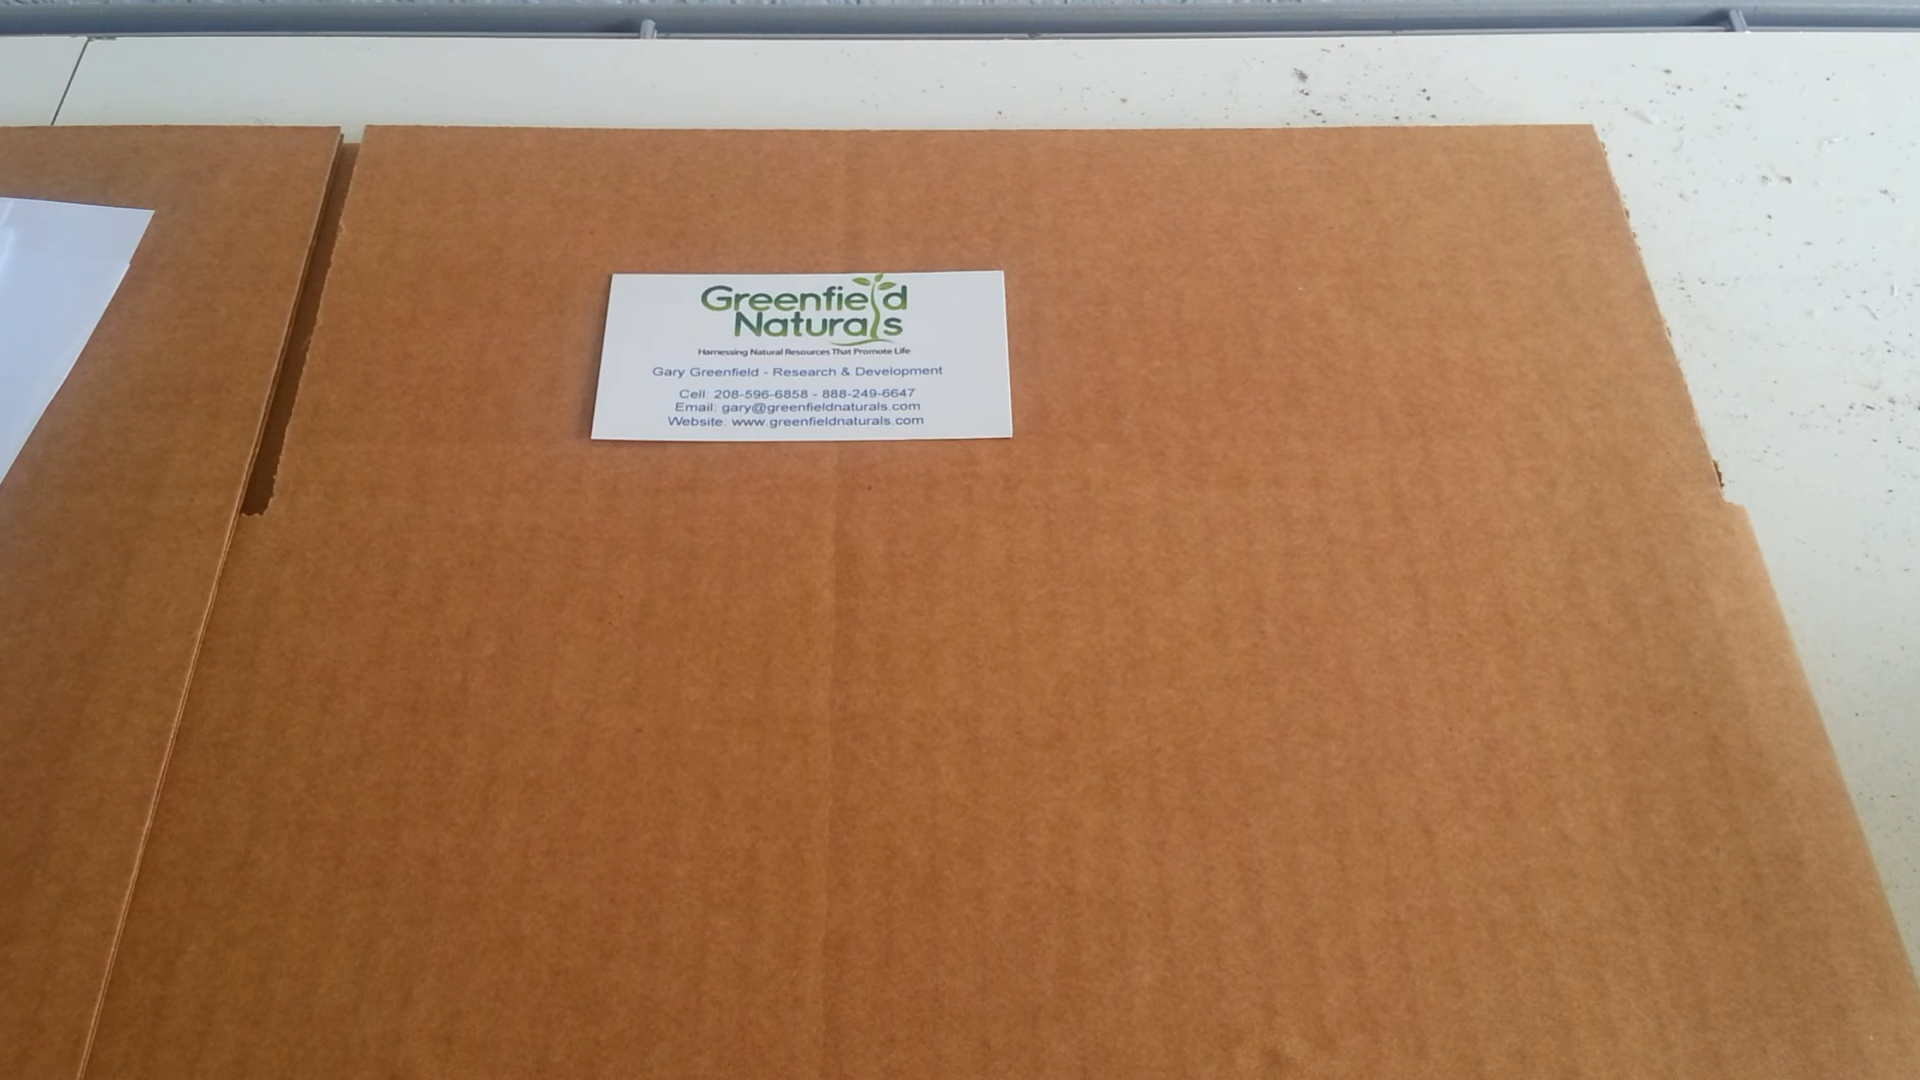 Greenfield
Naturals
Harnessing Natural Resources That Promote Life
Gary Greenfield - Research & Development
Cell: 208-596-6858 - 888-249-6647
Email: gary@greenfieldnaturals.com
Website: www.greenfieldnaturals.com